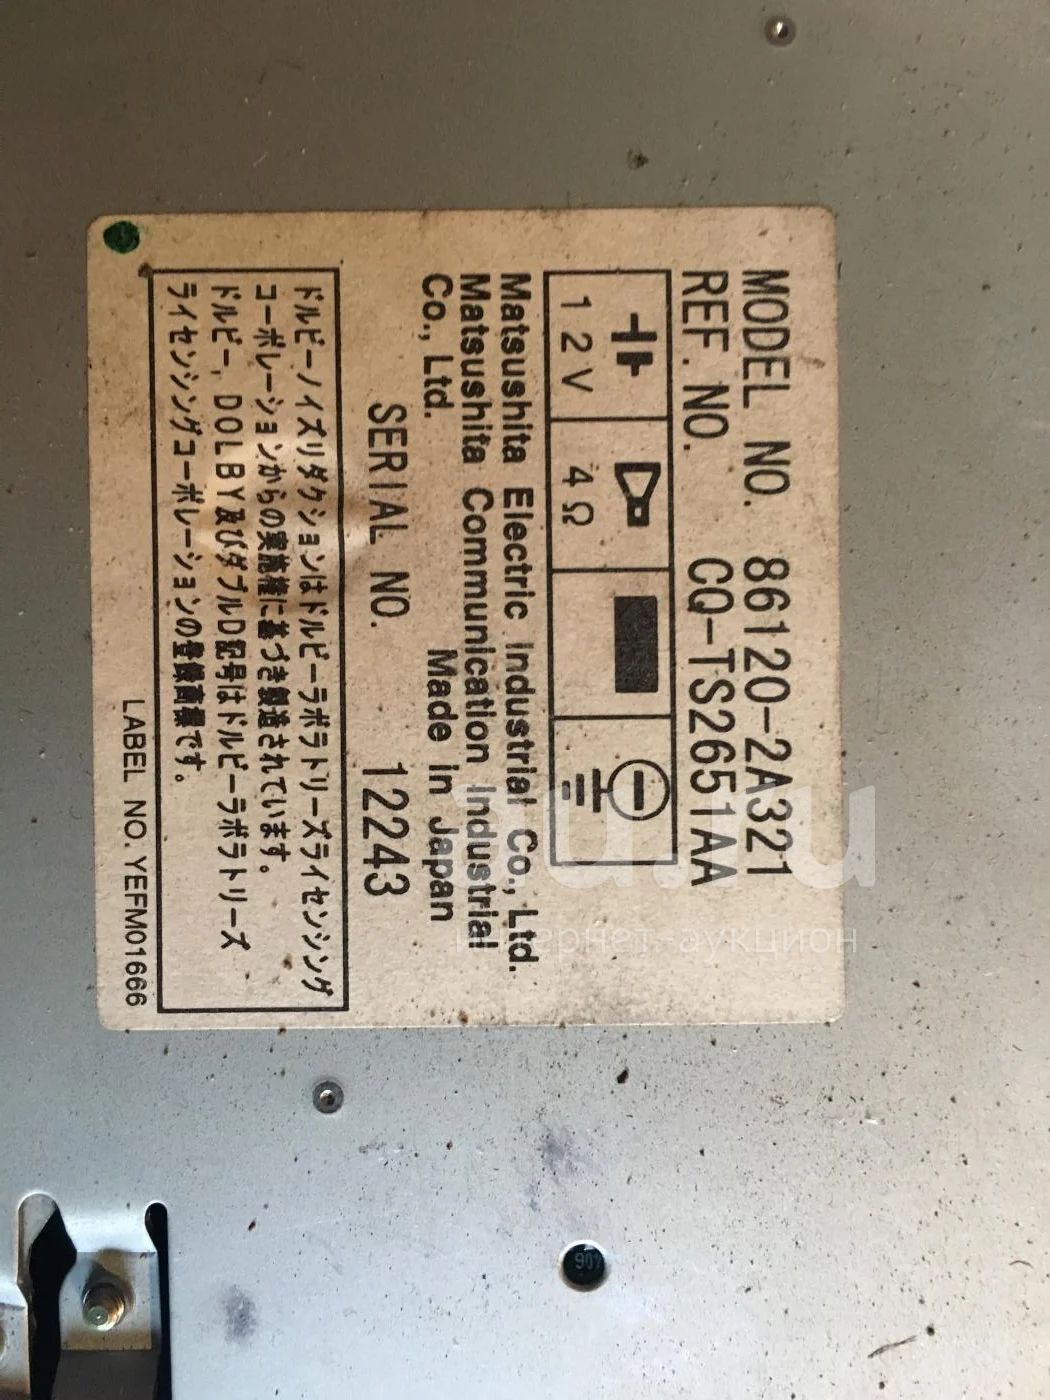 MODEL NO. 86120-2A321
REF. NO. CQ-TS2651AA
12V 4Ω
Matsushita Electric Industrial Co., Ltd.
Matsushita Communication Industrial
Co., Ltd. Made in Japan
SERIAL NO. 12243
ドルビーノイズリダクションはドルビーラボラトリーズライセンシング
コーポレーションからの実施権に基づき製造されています。
ドルビー, DOLBY及びダブルD記号はドルビーラボラトリーズ
ライセンシングコーポレーションの登録商標です。
LABEL NO. YEFM01666
907
1u.ru
интернет-аукцион